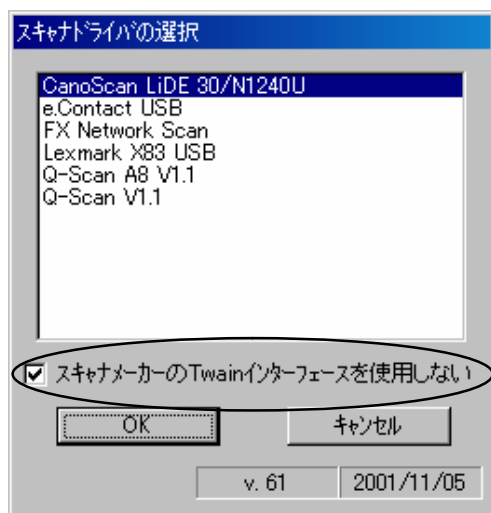 スキャナドライバの選択
CanoScan LiDE 30/N1240U
e.Contact USB
FX Network Scan
Lexmark X83 USB
Q-Scan A8 V1.1
Q-Scan V1.1
スキャナメーカーのTwainインターフェースを使用しない
OK キャンセル
v. 61 2001/11/05